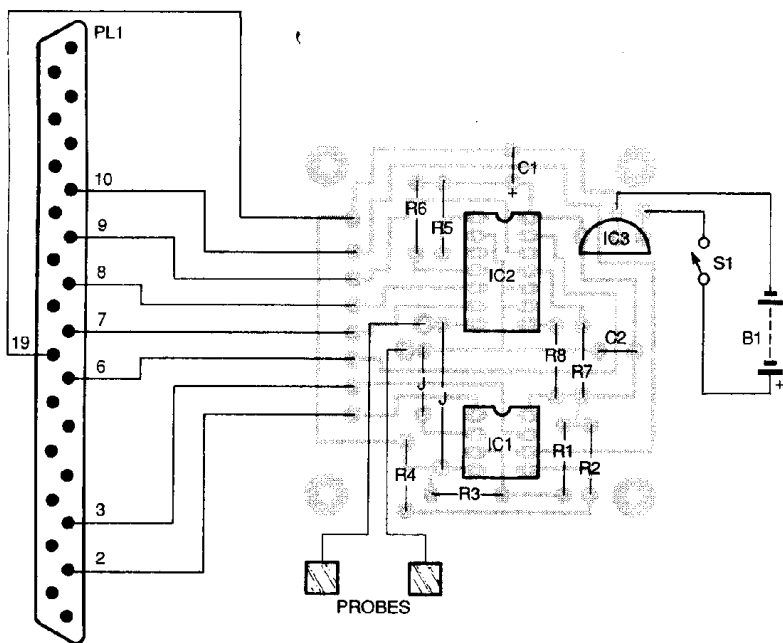 PL1
10
9
8
7
19
6
3
2
C1
+
R6
R5
IC2
IC3
S1
B1
+
C2
R8
R7
J
J
IC1
R1
R2
R4
R3
PROBES